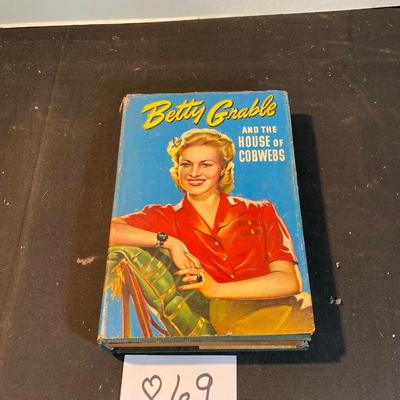 Betty Grable
AND THE
HOUSE OF
COBWEBS
♡69